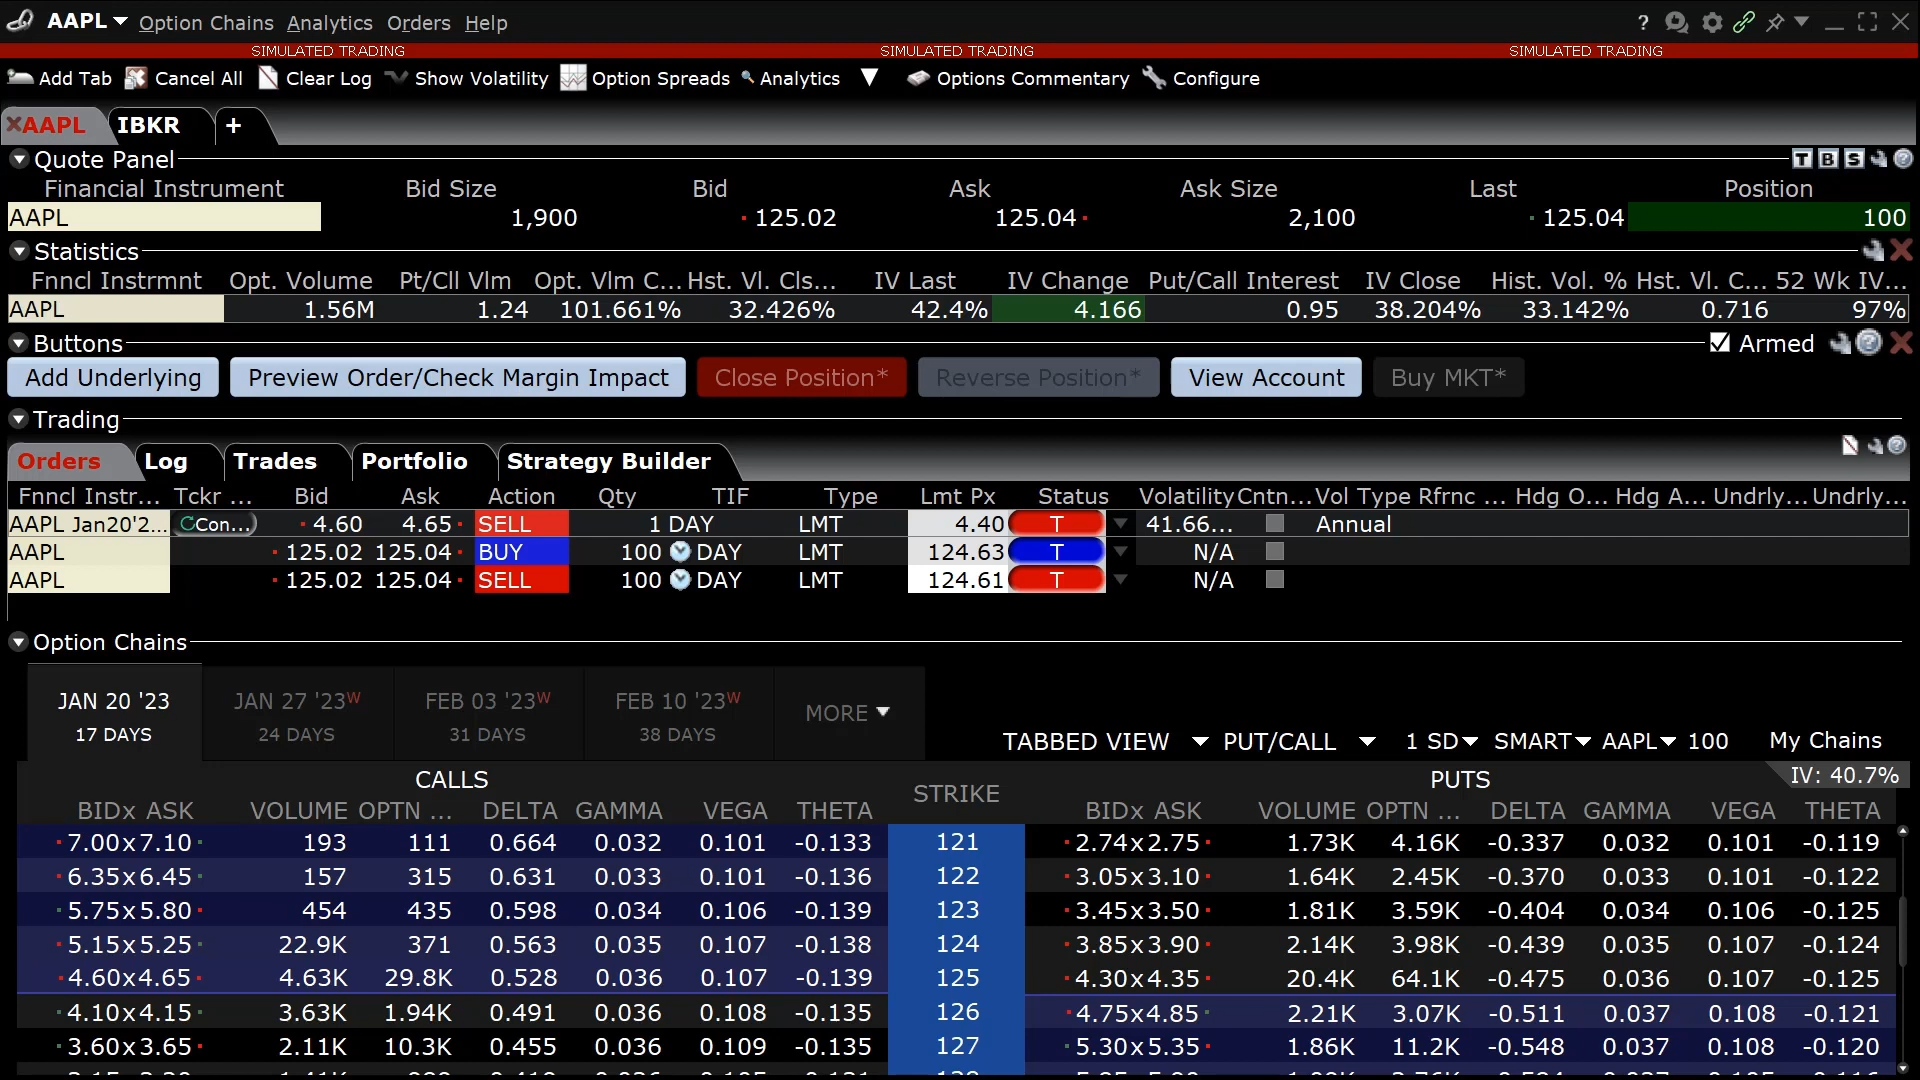 AAPL Option Chains Analytics Orders Help ?
SIMULATED TRADING SIMULATED TRADING SIMULATED TRADING
Add Tab Cancel All Clear Log Show Volatility Option Spreads Analytics Options Commentary Configure
AAPL IBKR +
Quote Panel T B S
Financial Instrument Bid Size Bid Ask Ask Size Last Position
AAPL 1,900 125.02 125.04 2,100 125.04 100
Statistics
Fnncl Instrmnt Opt. Volume Pt/Cll Vlm Opt. Vlm C... Hst. Vl. Cls... IV Last IV Change Put/Call Interest IV Close Hist. Vol. % Hst. Vl. C... 52 Wk IV...
AAPL 1.56M 1.24 101.661% 32.426% 42.4% 4.166 0.95 38.204% 33.142% 0.716 97%
Buttons Armed
Add Underlying Preview Order/Check Margin Impact Close Position* Reverse Position* View Account Buy MKT*
Trading
Orders Log Trades Portfolio Strategy Builder
Fnncl Instr... Tckr ... Bid Ask Action Qty TIF Type Lmt Px Status Volatility Cntn... Vol Type Rfrnc ... Hdg O... Hdg A... Undrly... Undrly...
AAPL Jan20'2... Con... 4.60 4.65 SELL 1 DAY LMT 4.40 T 41.66... Annual
AAPL 125.02 125.04 BUY 100 DAY LMT 124.63 T N/A
AAPL 125.02 125.04 SELL 100 DAY LMT 124.61 T N/A
Option Chains
JAN 20 '23 JAN 27 '23W FEB 03 '23W FEB 10 '23W MORE
17 DAYS 24 DAYS 31 DAYS 38 DAYS
TABBED VIEW PUT/CALL 1 SD SMART AAPL 100 My Chains
CALLS STRIKE PUTS IV: 40.7%
BIDx ASK VOLUME OPTN ... DELTA GAMMA VEGA THETA BIDx ASK VOLUME OPTN ... DELTA GAMMA VEGA THETA
7.00x7.10 193 111 0.664 0.032 0.101 -0.133 121 2.74x2.75 1.73K 4.16K -0.337 0.032 0.101 -0.119
6.35x6.45 157 315 0.631 0.033 0.101 -0.136 122 3.05x3.10 1.64K 2.45K -0.370 0.033 0.101 -0.122
5.75x5.80 454 435 0.598 0.034 0.106 -0.139 123 3.45x3.50 1.81K 3.59K -0.404 0.034 0.106 -0.125
5.15x5.25 22.9K 371 0.563 0.035 0.107 -0.138 124 3.85x3.90 2.14K 3.98K -0.439 0.035 0.107 -0.124
4.60x4.65 4.63K 29.8K 0.528 0.036 0.107 -0.139 125 4.30x4.35 20.4K 64.1K -0.475 0.036 0.107 -0.125
4.10x4.15 3.63K 1.94K 0.491 0.036 0.108 -0.135 126 4.75x4.85 2.21K 3.07K -0.511 0.037 0.108 -0.121
3.60x3.65 2.11K 10.3K 0.455 0.036 0.109 -0.135 127 5.30x5.35 1.86K 11.2K -0.548 0.037 0.108 -0.120